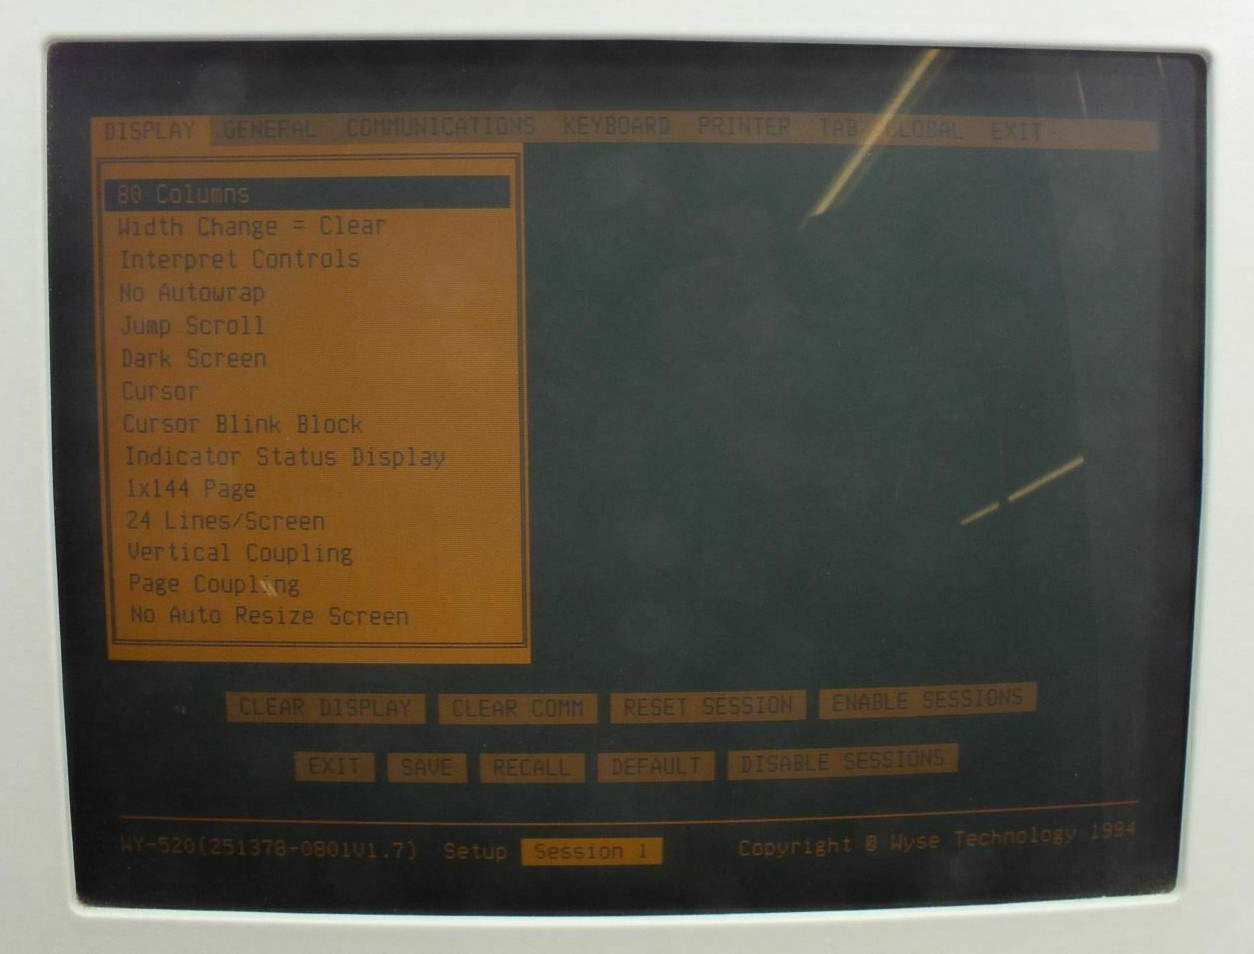 DISPLAY GENERAL COMMUNICATIONS KEYBOARD PRINTER TAB GLOBAL EXIT
80 Columns
Width Change = Clear
Interpret Controls
No Autowrap
Jump Scroll
Dark Screen
Cursor
Cursor Blink Block
Indicator Status Display
1x144 Page
24 Lines/Screen
Vertical Coupling
Page Coupling
No Auto Resize Screen
CLEAR DISPLAY CLEAR COMM RESET SESSION ENABLE SESSIONS
EXIT SAVE RECALL DEFAULT DISABLE SESSIONS
WY-520(251378-0801V1.7) Setup Session 1 Copyright © Wyse Technology 1994